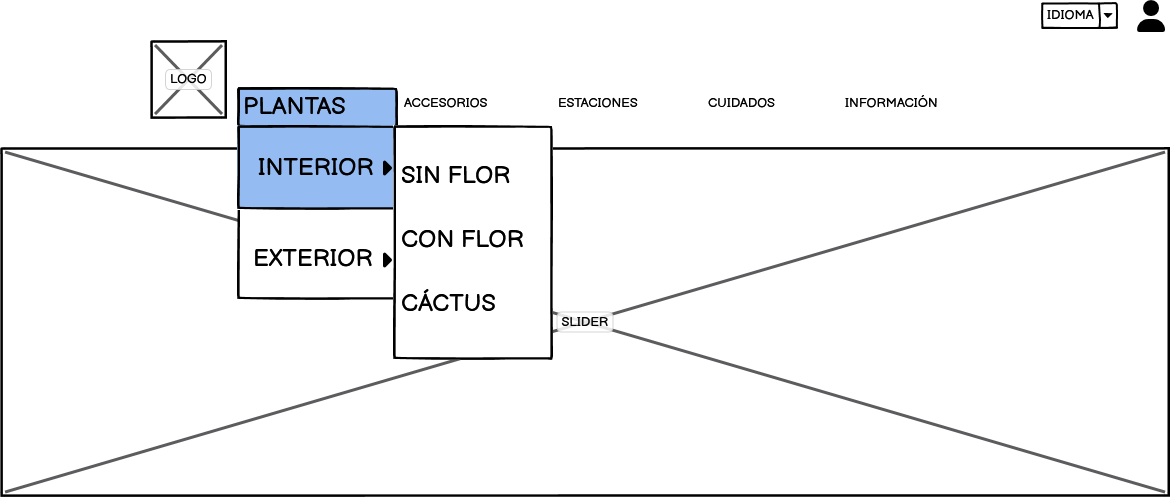 IDIOMA
LOGO
PLANTAS
ACCESORIOS
ESTACIONES
CUIDADOS
INFORMACIÓN
INTERIOR
SIN FLOR
CON FLOR
EXTERIOR
CÁCTUS
SLIDER